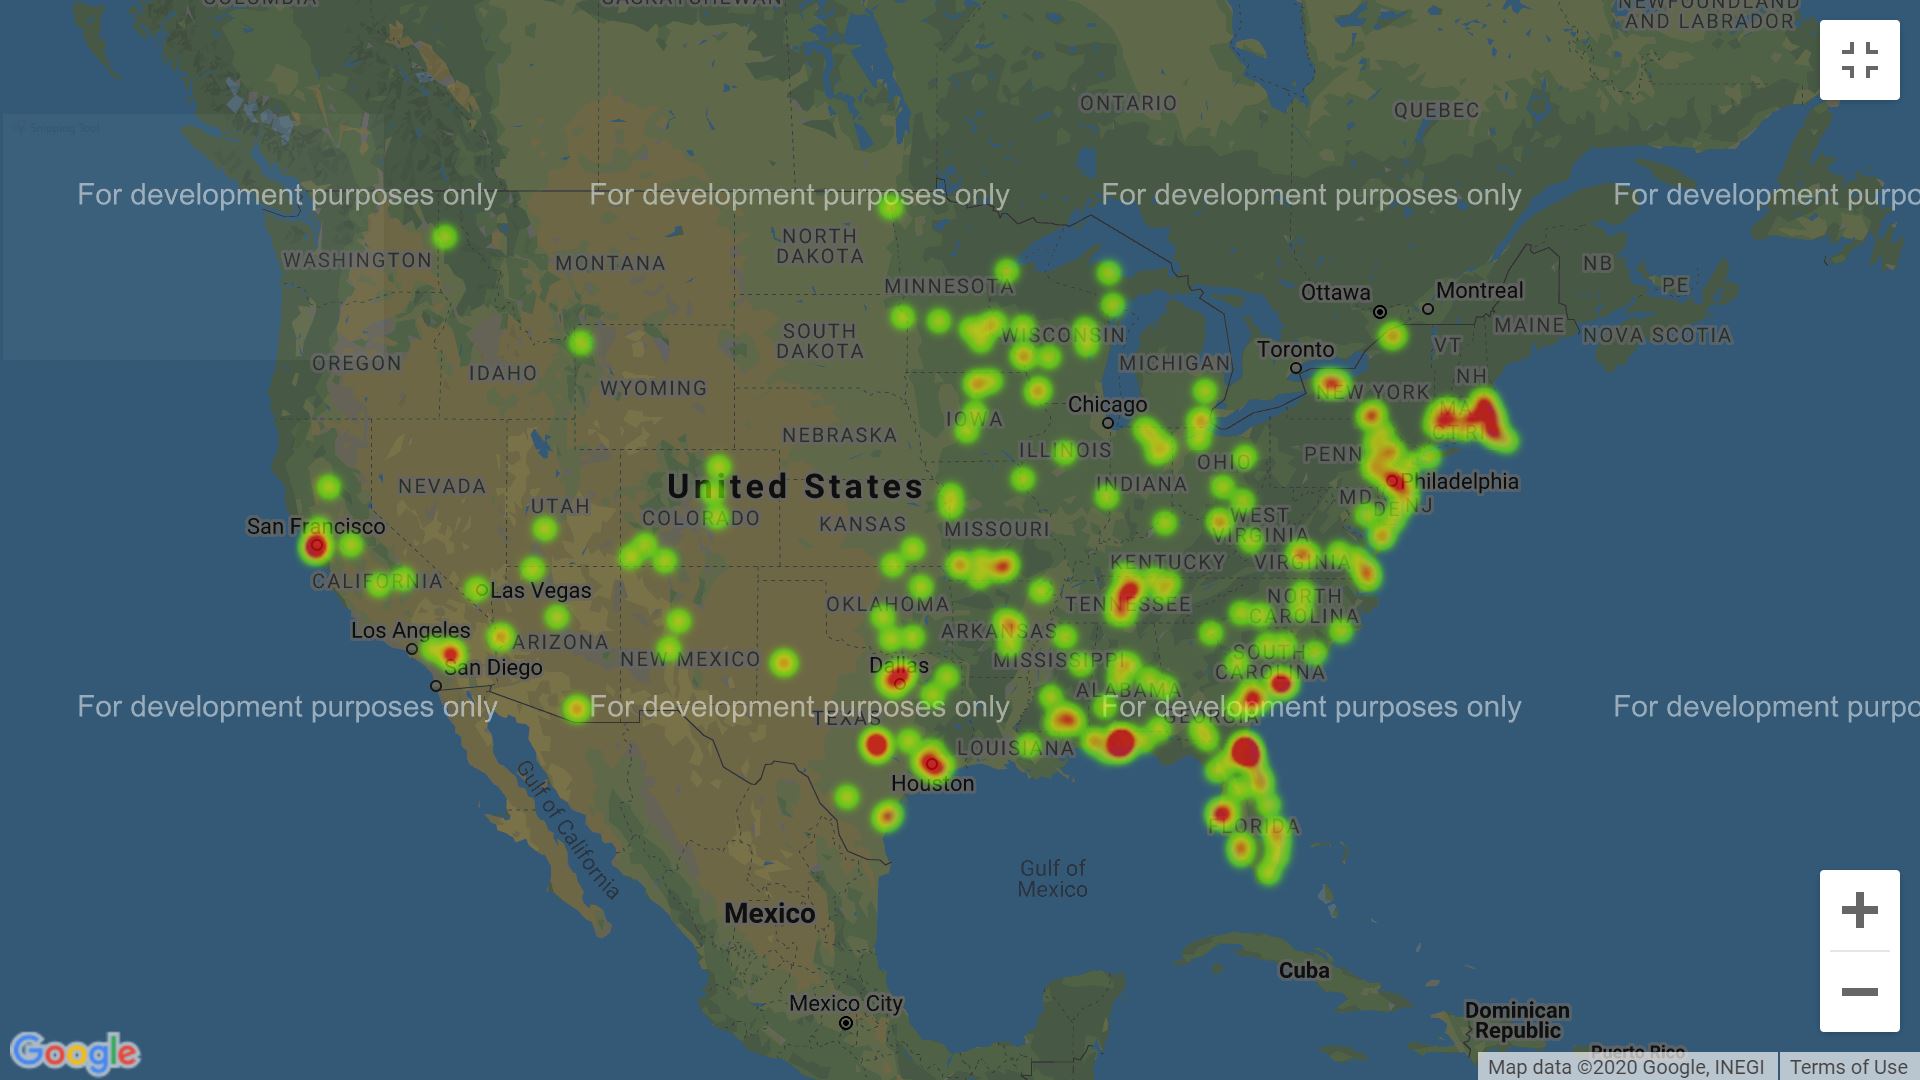 COLUMBIA
SASKATCHEWAN
NEWFOUNDLAND
AND LABRADOR
ONTARIO
QUEBEC
Snipping Tool
For development purposes only
For development purposes only
For development purposes only
For development purpo
WASHINGTON
MONTANA
NORTH
DAKOTA
MINNESOTA
Ottawa
Montreal
NB
PE
SOUTH
DAKOTA
WISCONSIN
MAINE
NOVA SCOTIA
OREGON
IDAHO
WYOMING
MICHIGAN
Toronto
VT
NH
NEW YORK
Chicago
MA
CT RI
IOWA
NEBRASKA
ILLINOIS
OHIO
PENN
NEVADA
United States
INDIANA
Philadelphia
MD
DE NJ
UTAH
COLORADO
KANSAS
MISSOURI
WEST
VIRGINIA
San Francisco
CALIFORNIA
Las Vegas
KENTUCKY
VIRGINIA
OKLAHOMA
TENNESSEE
NORTH
CAROLINA
Los Angeles
ARIZONA
NEW MEXICO
ARKANSAS
MISSISSIPPI
SOUTH
CAROLINA
San Diego
Dallas
ALABAMA
For development purposes only
For development purposes only
For development purposes only
For development purpo
TEXAS
GEORGIA
LOUISIANA
Houston
Gulf of California
FLORIDA
Gulf of
Mexico
Mexico
Cuba
Mexico City
Dominican
Republic
Puerto Rico
Google
Map data ©2020 Google, INEGI
Terms of Use